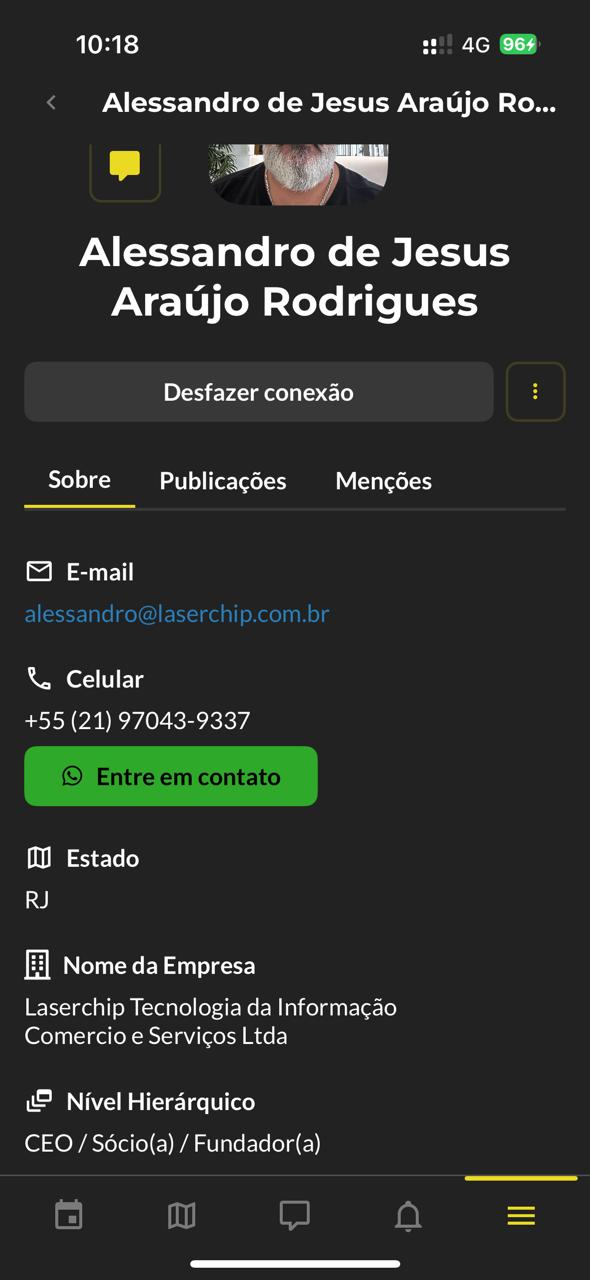 10:18
4G
96
Alessandro de Jesus Araújo Ro...
Alessandro de Jesus
Araújo Rodrigues
Desfazer conexão
Sobre
Publicações
Menções
E-mail
alessandro@laserchip.com.br
Celular
+55 (21) 97043-9337
Entre em contato
Estado
RJ
Nome da Empresa
Laserchip Tecnologia da Informação
Comercio e Serviços Ltda
Nível Hierárquico
CEO / Sócio(a) / Fundador(a)